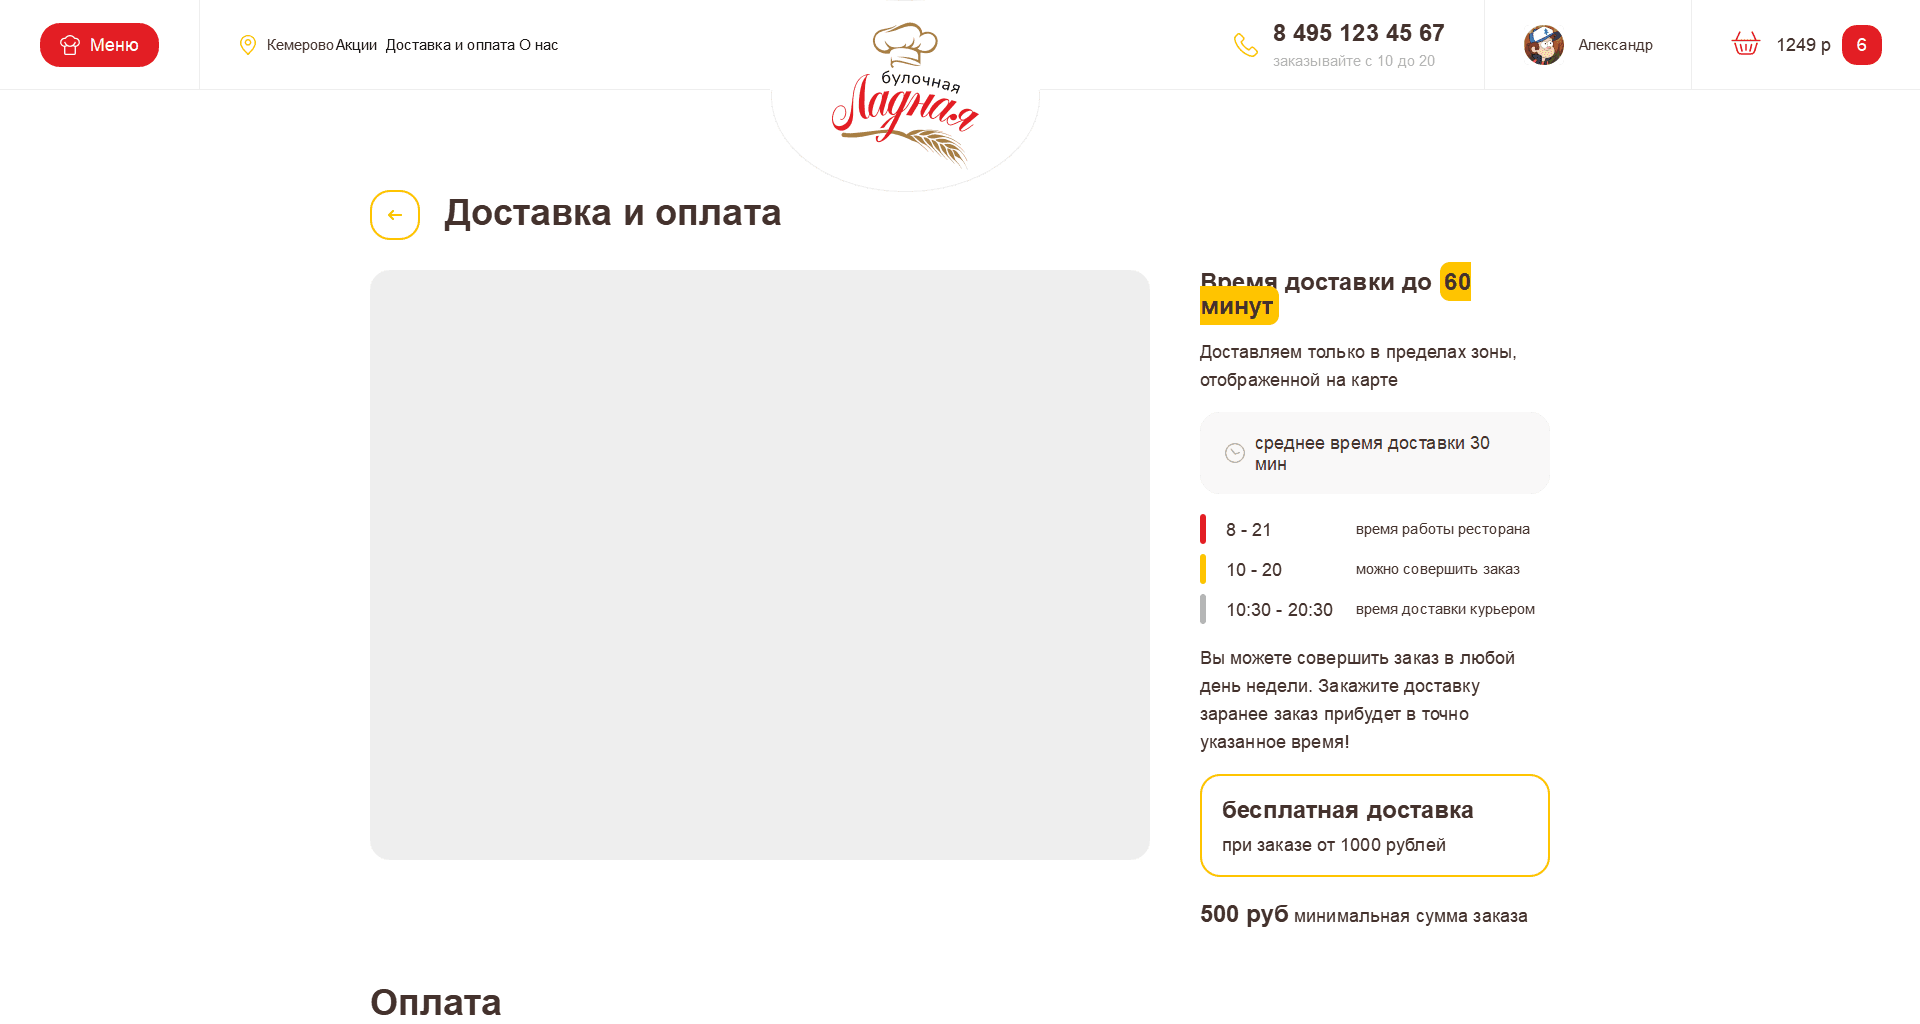 Меню
Кемерово Акции Доставка и оплата О нас
булочная
Ладная
8 495 123 45 67
заказывайте с 10 до 20
Александр
1249 р 6
Доставка и оплата
Время доставки до 60
минут
Доставляем только в пределах зоны,
отображенной на карте
среднее время доставки 30
мин
8 - 21 время работы ресторана
10 - 20 можно совершить заказ
10:30 - 20:30 время доставки курьером
Вы можете совершить заказ в любой
день недели. Закажите доставку
заранее заказ прибудет в точно
указанное время!
бесплатная доставка
при заказе от 1000 рублей
500 руб минимальная сумма заказа
Оплата